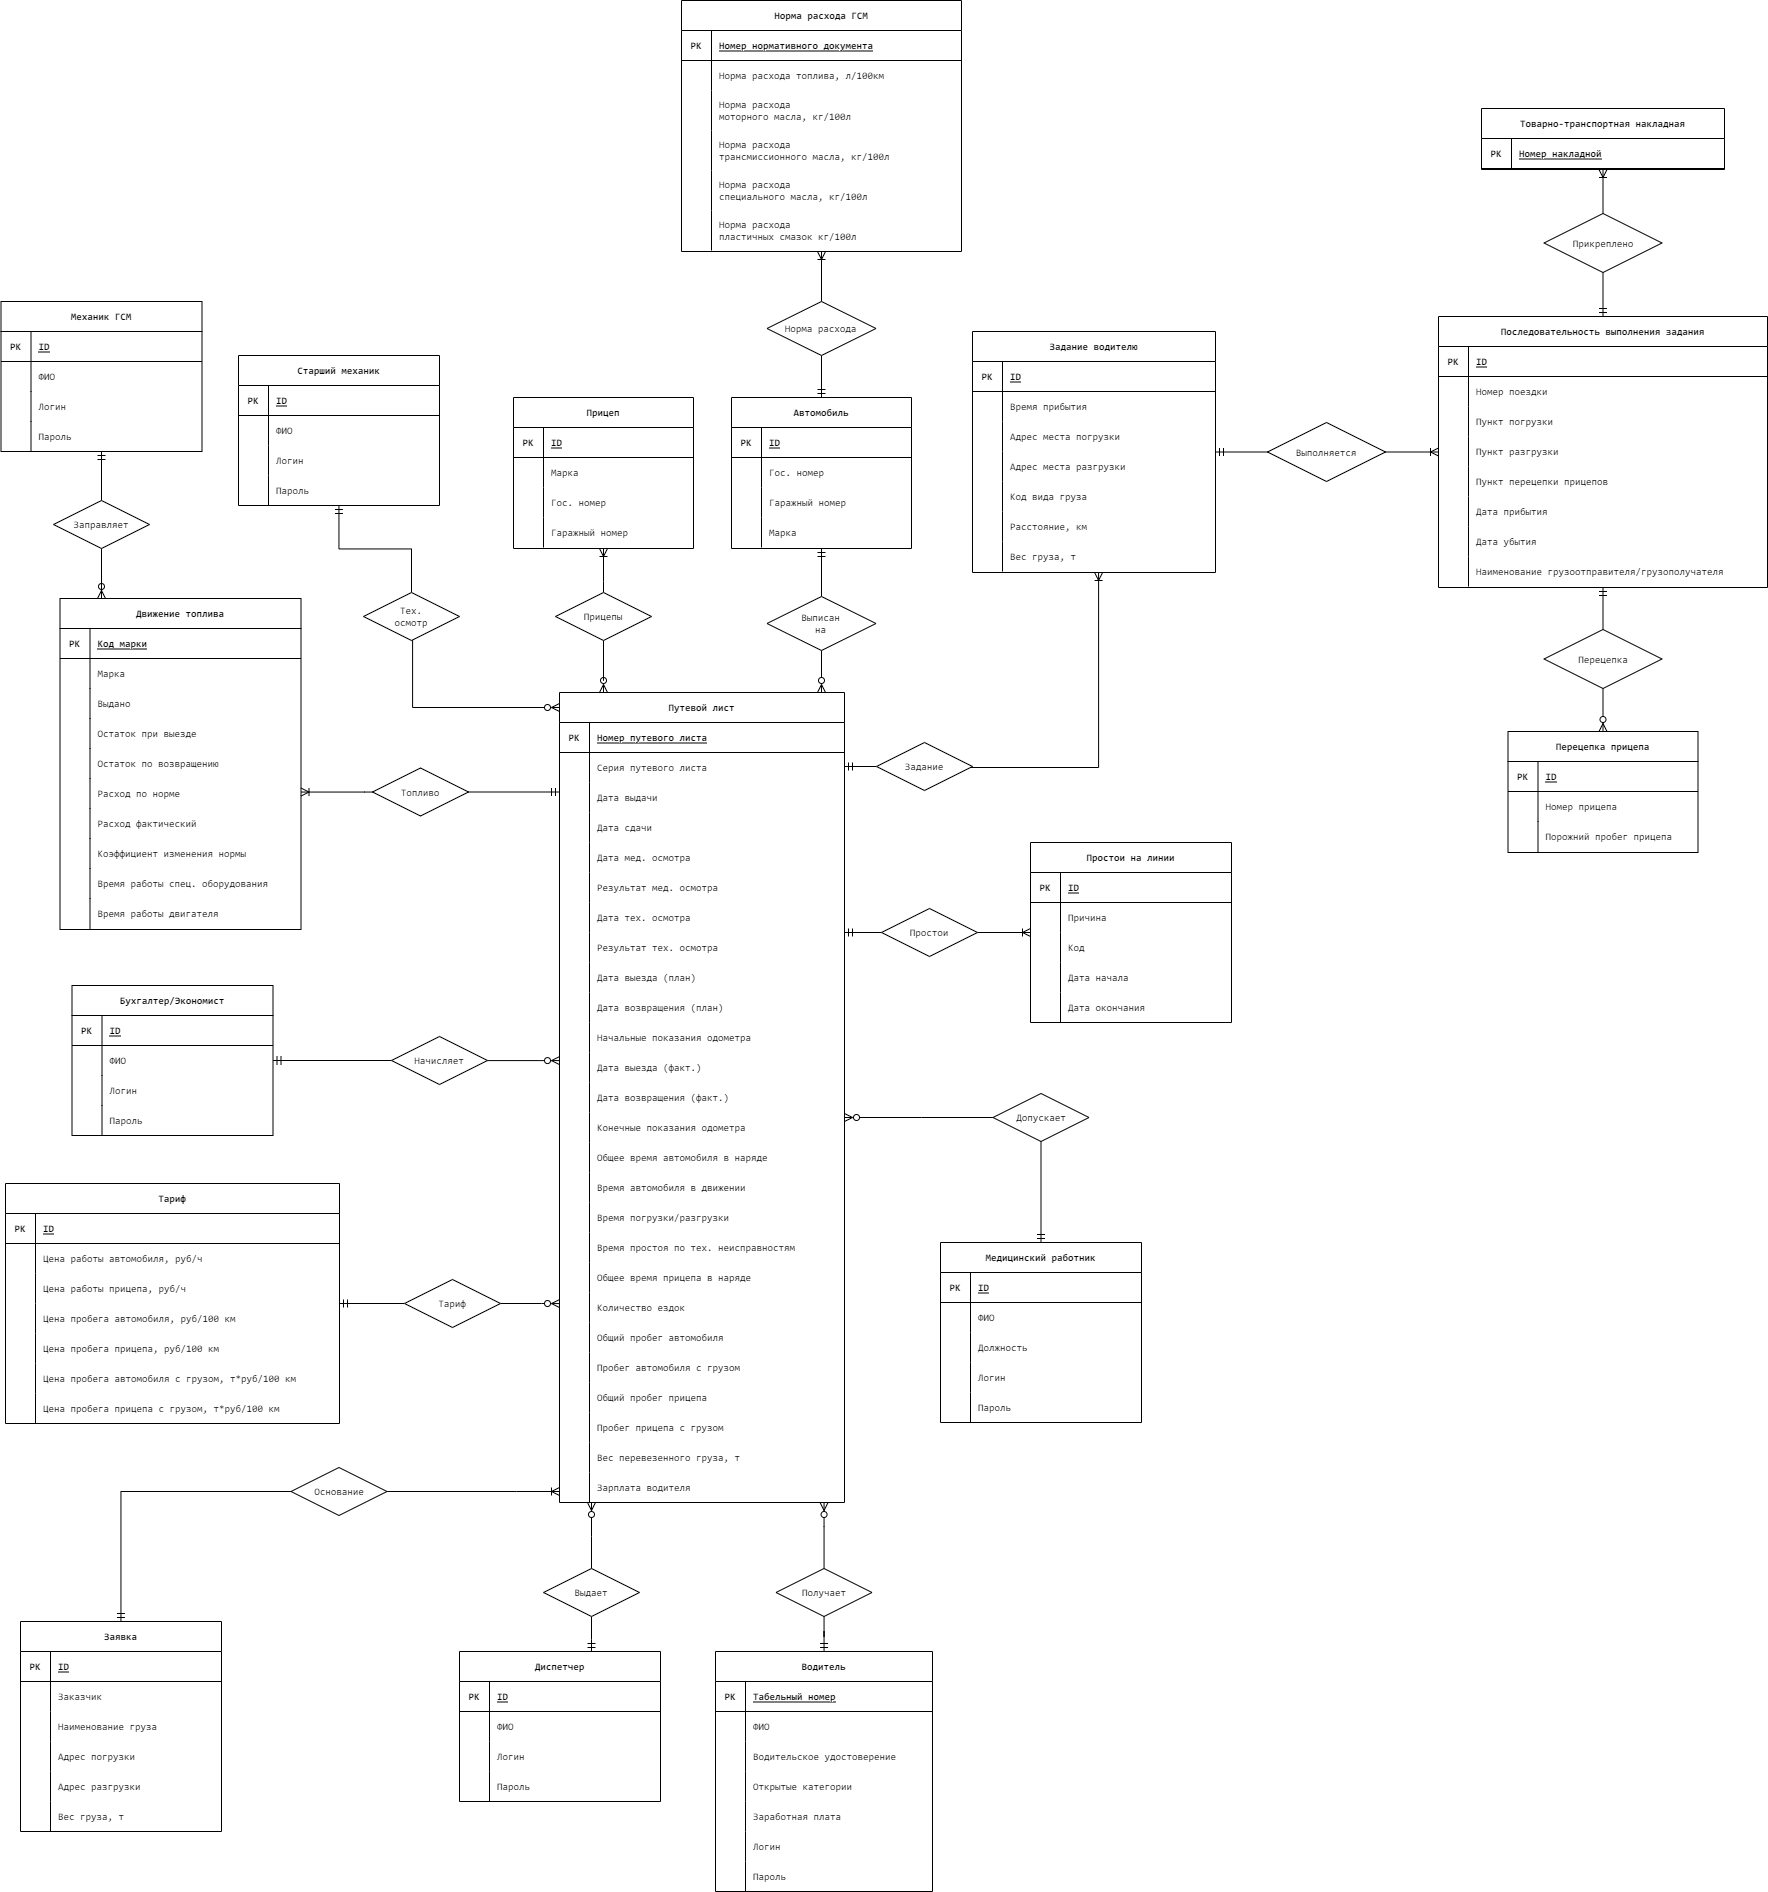 Норма расхода ГСМ
PK Номер нормативного документа
Норма расхода топлива, л/100км
Норма расхода
моторного масла, кг/100л
Норма расхода
трансмиссионного масла, кг/100л
Норма расхода
специального масла, кг/100л
Норма расхода
пластичных смазок кг/100л
Товарно-транспортная накладная
PK Номер накладной
Прикреплено
Норма расхода
Механик ГСМ
PK ID
ФИО
Логин
Пароль
Заправляет
Старший механик
PK ID
ФИО
Логин
Пароль
Тех.
осмотр
Прицеп
PK ID
Марка
Гос. номер
Гаражный номер
Прицепы
Автомобиль
PK ID
Гос. номер
Гаражный номер
Марка
Выписан
на
Задание водителю
PK ID
Время прибытия
Адрес места погрузки
Адрес места разгрузки
Код вида груза
Расстояние, км
Вес груза, т
Выполняется
Последовательность выполнения задания
PK ID
Номер поездки
Пункт погрузки
Пункт разгрузки
Пункт перецепки прицепов
Дата прибытия
Дата убытия
Наименование грузоотправителя/грузополучателя
Перецепка
Перецепка прицепа
PK ID
Номер прицепа
Порожний пробег прицепа
Движение топлива
PK Код марки
Марка
Выдано
Остаток при выезде
Остаток по возвращению
Расход по норме
Расход фактический
Коэффициент изменения нормы
Время работы спец. оборудования
Время работы двигателя
Топливо
Путевой лист
PK Номер путевого листа
Серия путевого листа
Дата выдачи
Дата сдачи
Дата мед. осмотра
Результат мед. осмотра
Дата тех. осмотра
Результат тех. осмотра
Дата выезда (план)
Дата возвращения (план)
Начальные показания одометра
Дата выезда (факт.)
Дата возвращения (факт.)
Конечные показания одометра
Общее время автомобиля в наряде
Время автомобиля в движении
Время погрузки/разгрузки
Время простоя по тех. неисправностям
Общее время прицепа в наряде
Количество ездок
Общий пробег автомобиля
Пробег автомобиля с грузом
Общий пробег прицепа
Пробег прицепа с грузом
Вес перевезенного груза, т
Зарплата водителя
Задание
Простои
Простои на линии
PK ID
Причина
Код
Дата начала
Дата окончания
Бухгалтер/Экономист
PK ID
ФИО
Логин
Пароль
Начисляет
Допускает
Медицинский работник
PK ID
ФИО
Должность
Логин
Пароль
Тариф
PK ID
Цена работы автомобиля, руб/ч
Цена работы прицепа, руб/ч
Цена пробега автомобиля, руб/100 км
Цена пробега прицепа, руб/100 км
Цена пробега автомобиля с грузом, т*руб/100 км
Цена пробега прицепа с грузом, т*руб/100 км
Тариф
Основание
Выдает
Получает
Заявка
PK ID
Заказчик
Наименование груза
Адрес погрузки
Адрес разгрузки
Вес груза, т
Диспетчер
PK ID
ФИО
Логин
Пароль
Водитель
PK Табельный номер
ФИО
Водительское удостоверение
Открытые категории
Заработная плата
Логин
Пароль